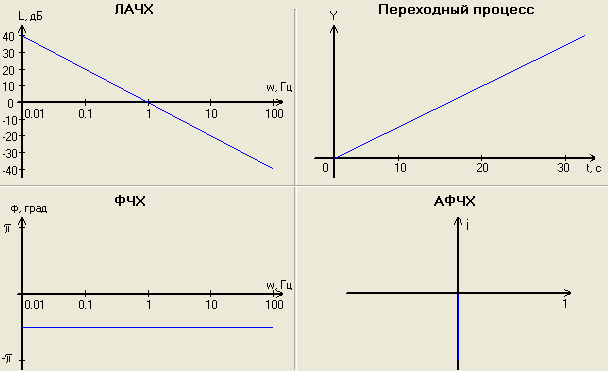 ЛАЧХ
L, дБ
40
30
20
10
0
-10
-20
-30
-40
0.01 0.1 1 10 100
w, Гц
Переходный процесс
Y
0 10 20 30
t, c
ФЧХ
Φ, град
π
-π
0.01 0.1 1 10 100
w, Гц
АФЧХ
j
1